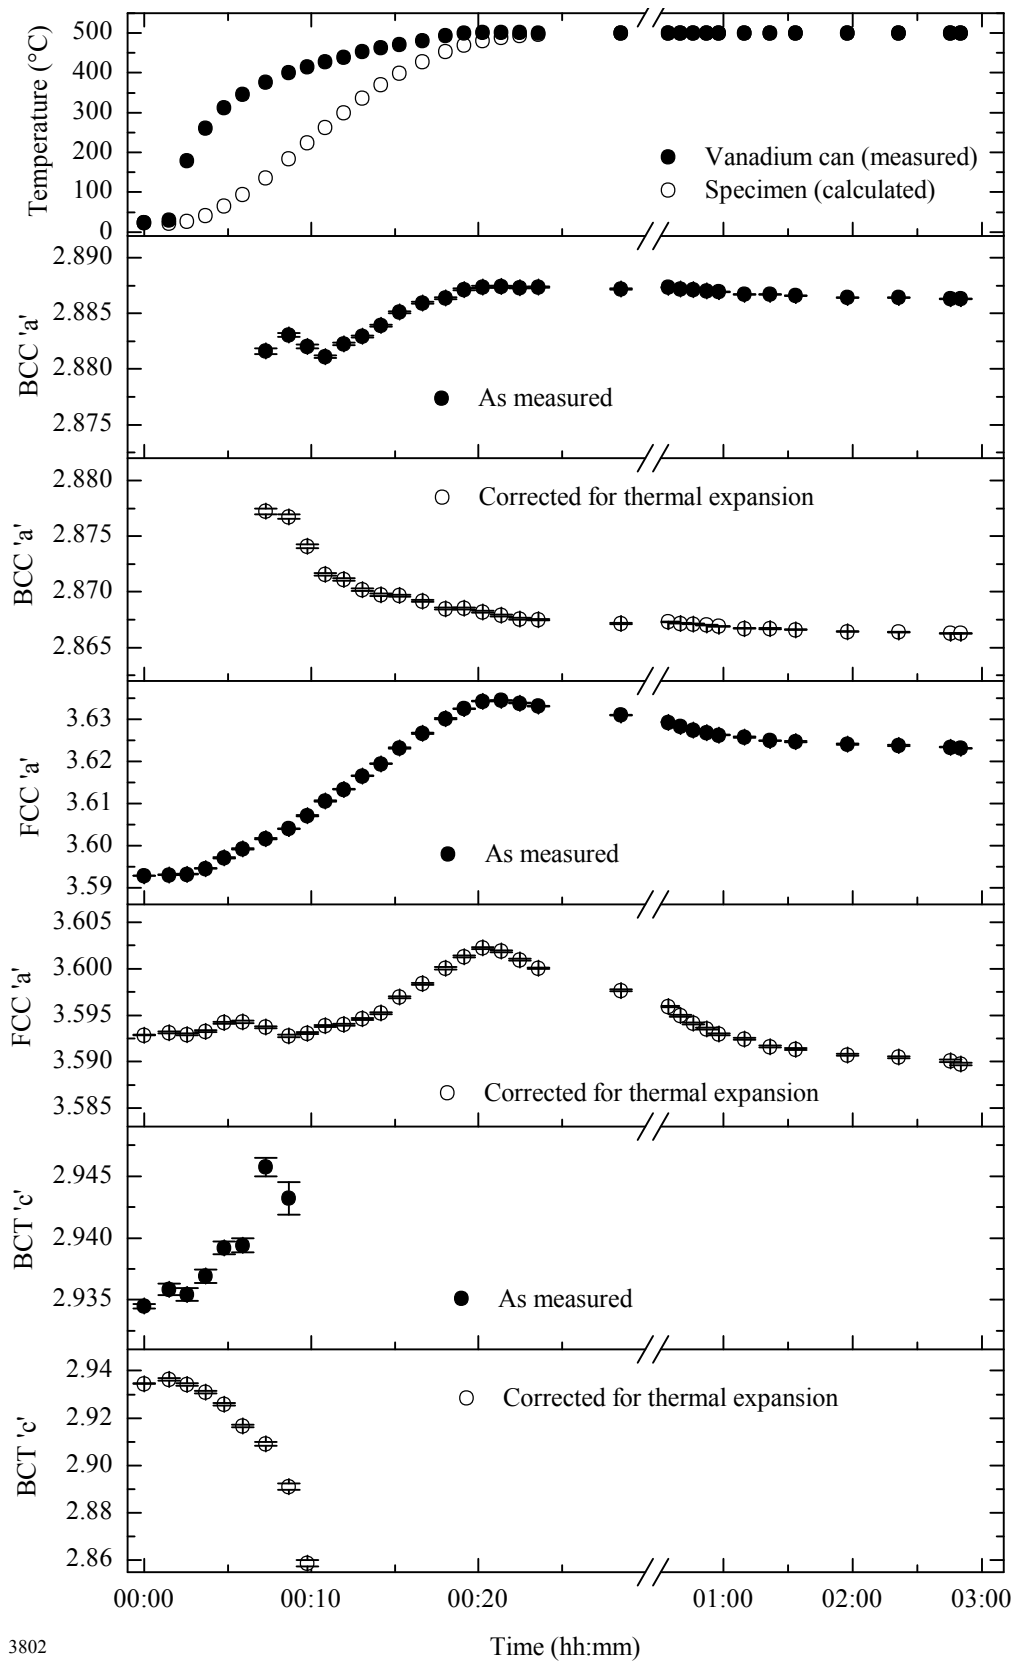 Temperature (°C)
500
400
300
200
100
0
Vanadium can (measured)
Specimen (calculated)
BCC 'a'
2.890
2.885
2.880
2.875
As measured
BCC 'a'
2.880
2.875
2.870
2.865
Corrected for thermal expansion
FCC 'a'
3.63
3.62
3.61
3.60
3.59
As measured
FCC 'a'
3.605
3.600
3.595
3.590
3.585
Corrected for thermal expansion
BCT 'c'
2.945
2.940
2.935
As measured
BCT 'c'
2.94
2.92
2.90
2.88
2.86
Corrected for thermal expansion
00:00 00:10 00:20 01:00 02:00 03:00
Time (hh:mm)
3802